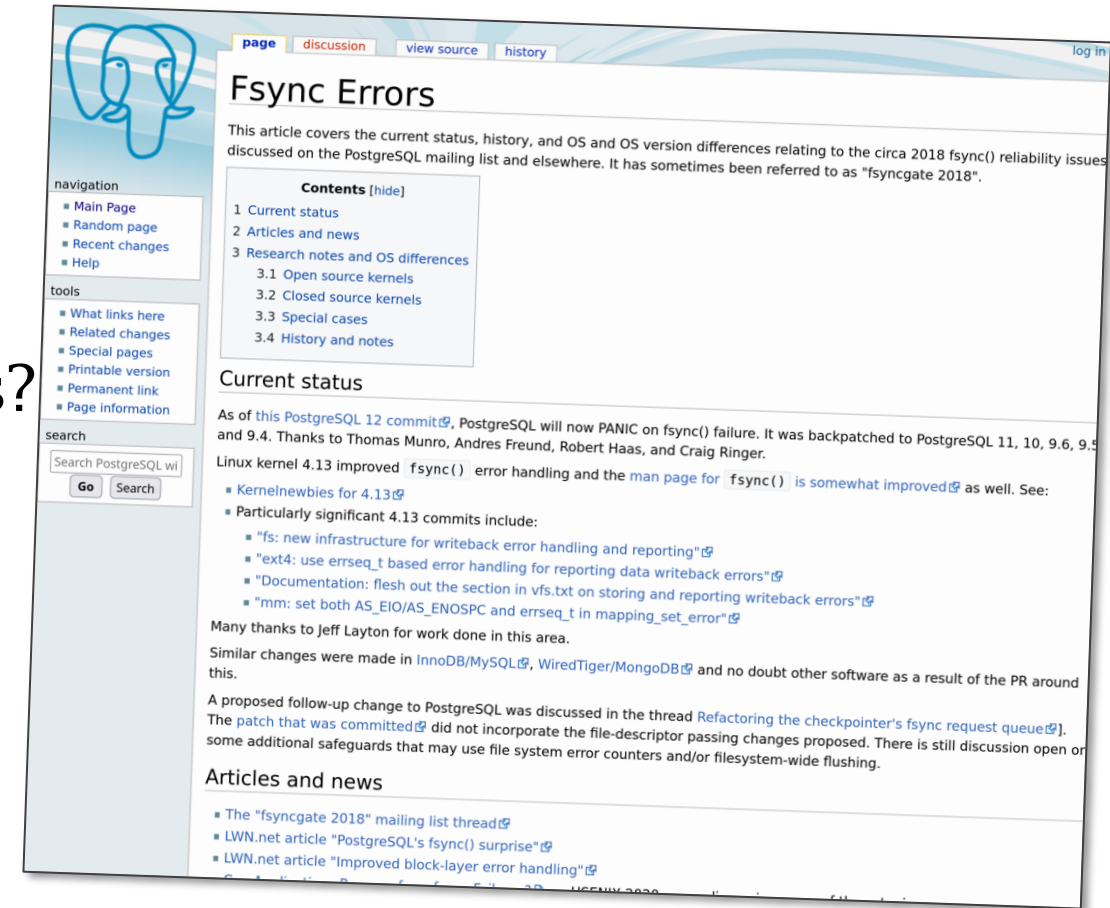 page
discussion
view source
history
log in
Fsync Errors
This article covers the current status, history, and OS and OS version differences relating to the circa 2018 fsync() reliability issues
discussed on the PostgreSQL mailing list and elsewhere. It has sometimes been referred to as "fsyncgate 2018".
Contents [hide]
1 Current status
2 Articles and news
3 Research notes and OS differences
3.1 Open source kernels
3.2 Closed source kernels
3.3 Special cases
3.4 History and notes
navigation
Main Page
Random page
Recent changes
Help
tools
What links here
Related changes
Special pages
Printable version
Permanent link
Page information
search
Search PostgreSQL wi
Go Search
s?
Current status
As of this PostgreSQL 12 commit, PostgreSQL will now PANIC on fsync() failure. It was backpatched to PostgreSQL 11, 10, 9.6, 9.5
and 9.4. Thanks to Thomas Munro, Andres Freund, Robert Haas, and Craig Ringer.
Linux kernel 4.13 improved fsync() error handling and the man page for fsync() is somewhat improved as well. See:
Kernelnewbies for 4.13
Particularly significant 4.13 commits include:
"fs: new infrastructure for writeback error handling and reporting"
"ext4: use errseq_t based error handling for reporting data writeback errors"
"Documentation: flesh out the section in vfs.txt on storing and reporting writeback errors"
"mm: set both AS_EIO/AS_ENOSPC and errseq_t in mapping_set_error"
Many thanks to Jeff Layton for work done in this area.
Similar changes were made in InnoDB/MySQL, WiredTiger/MongoDB and no doubt other software as a result of the PR around
this.
A proposed follow-up change to PostgreSQL was discussed in the thread Refactoring the checkpointer's fsync request queue].
The patch that was committed did not incorporate the file-descriptor passing changes proposed. There is still discussion open on
some additional safeguards that may use file system error counters and/or filesystem-wide flushing.
Articles and news
The "fsyncgate 2018" mailing list thread
LWN.net article "PostgreSQL's fsync() surprise"
LWN.net article "Improved block-layer error handling"